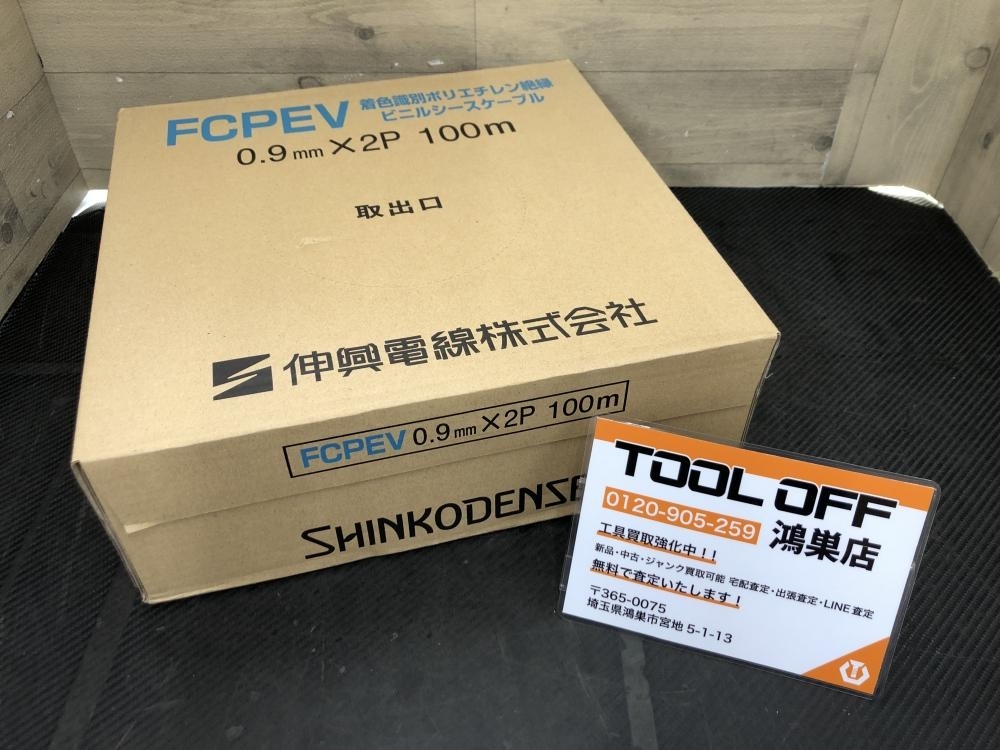 FCPEV 着色識別ポリエチレン絶縁
ビニルシースケーブル
0.9mm×2P 100m
取出口
伸興電線株式会社
FCPEV 0.9mm×2P 100m
SHINKODENSE
TOOL OFF
0120-905-259 鴻巣店
工具買取強化中!!
新品・中古・ジャンク買取可能 宅配査定・出張査定・LINE査定
無料で査定いたします!
〒365-0075
埼玉県鴻巣市宮地 5-1-13